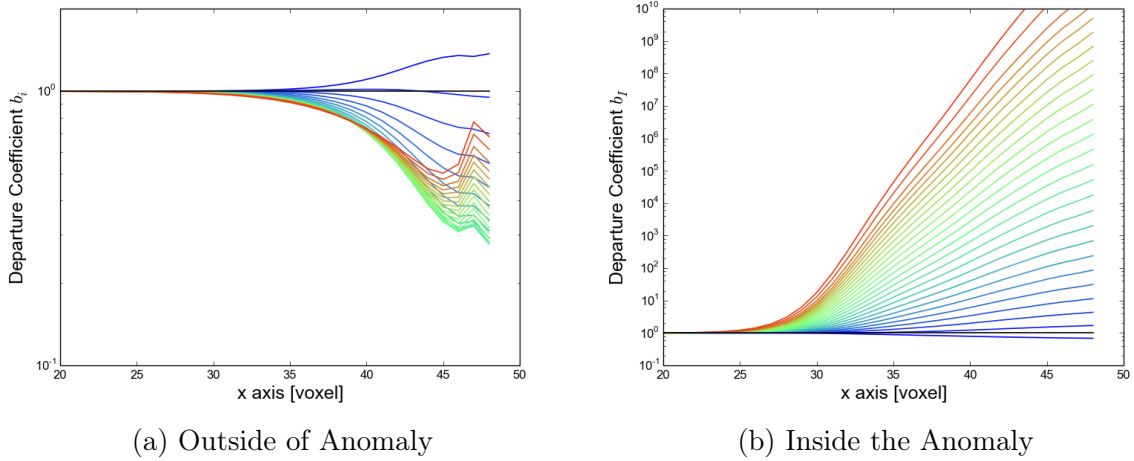 10^0
10^-1
Departure Coefficient b_i
20 25 30 35 40 45 50
x axis [voxel]
(a) Outside of Anomaly
10^10
10^9
10^8
10^7
10^6
10^5
10^4
10^3
10^2
10^1
10^0
10^-1
Departure Coefficient b_I
20 25 30 35 40 45 50
x axis [voxel]
(b) Inside the Anomaly